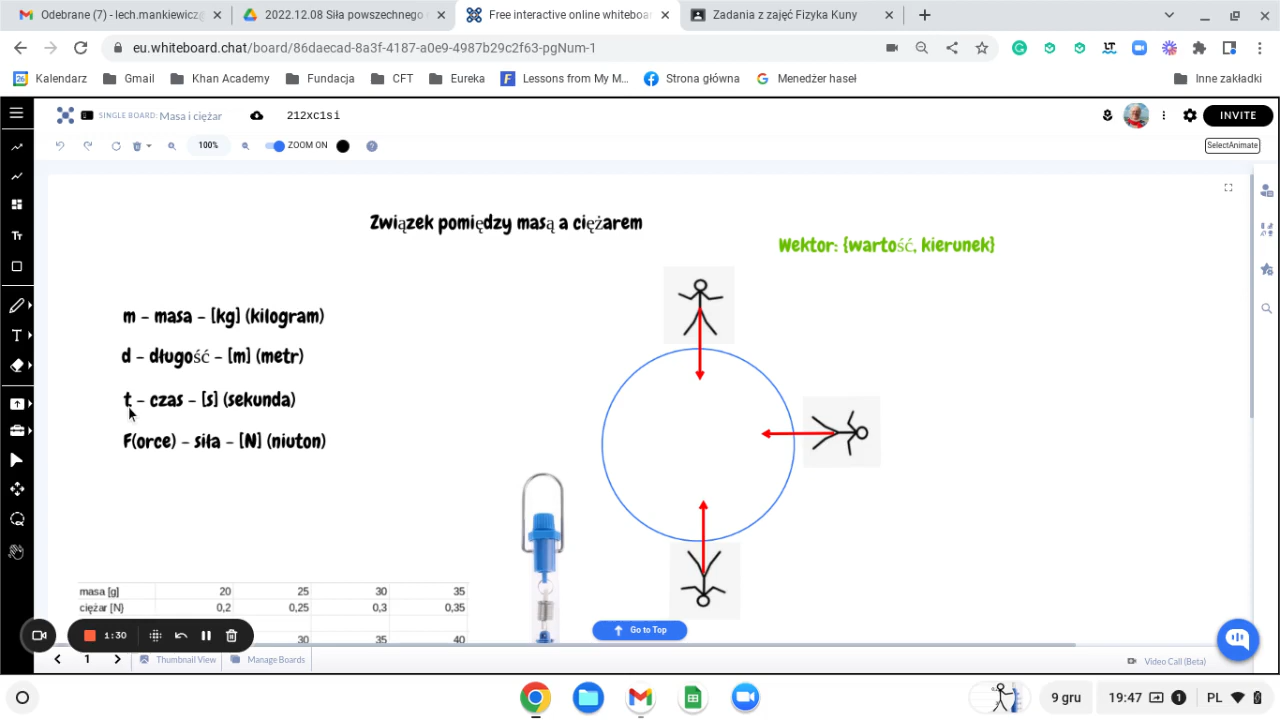 Odebrane (7) - lech.mankiewicz@
2022.12.08 Siła powszechnego
Free interactive online whiteboa
Zadania z zajęć Fizyka Kuny
eu.whiteboard.chat/board/86daecad-8a3f-4187-a0e9-4987b29c2f63-pgNum-1
Kalendarz
Gmail
Khan Academy
Fundacja
CFT
Eureka
Lessons from My M...
Strona główna
Menedżer haseł
Inne zakładki
SINGLE BOARD: Masa i ciężar
212xc1si
INVITE
100%
ZOOM ON
SelectAnimate
Związek pomiędzy masą a ciężarem
Wektor: {wartość, kierunek}
m - masa - [kg] (kilogram)
d - długość - [m] (metr)
t - czas - [s] (sekunda)
F(orce) - siła - [N] (niuton)
masa [g] 20 25 30 35
ciężar [N] 0,2 0,25 0,3 0,35
30 35 40
1:30
Go to Top
1
Thumbnail View
Manage Boards
Video Call (Beta)
9 gru
19:47
1
PL